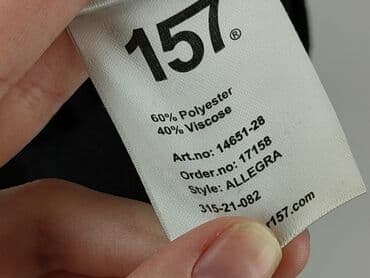 157®
60% Polyester
40% Viscose
Art.no: 14651-28
Order.no: 17158
Style: ALLEGRA
315-21-082
r157.com